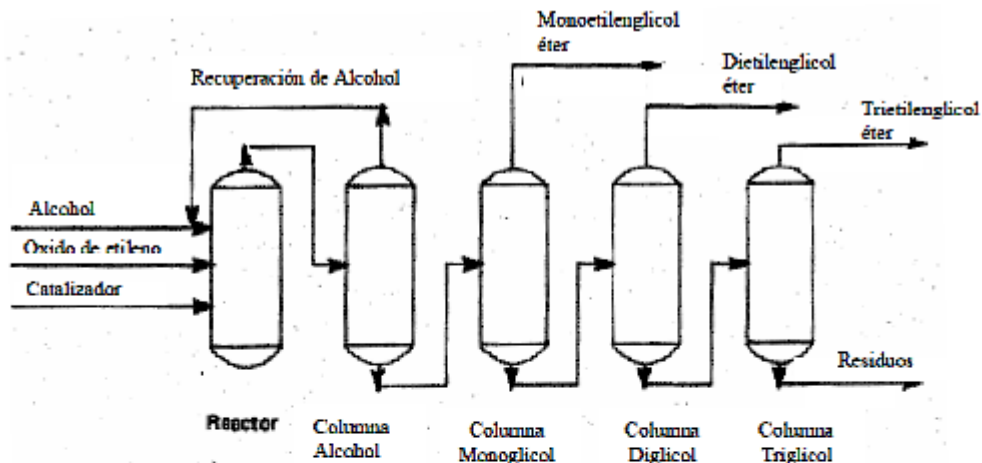 Monoetilenglicol
éter
Dietilenglicol
éter
Trietilenglicol
éter
Recuperación de Alcohol
Alcohol
Oxido de etileno
Catalizador
Residuos
Reactor
Columna
Alcohol
Columna
Monoglicol
Columna
Diglicol
Columna
Triglicol